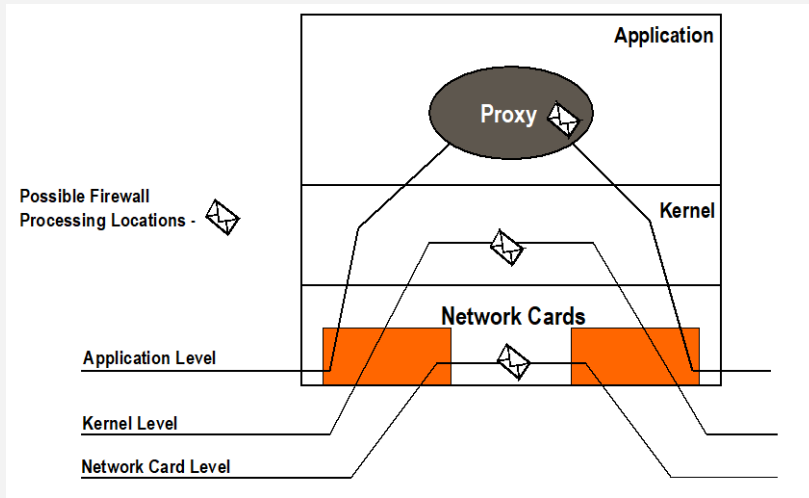 Application
Proxy
Possible Firewall
Processing Locations -
Kernel
Network Cards
Application Level
Kernel Level
Network Card Level